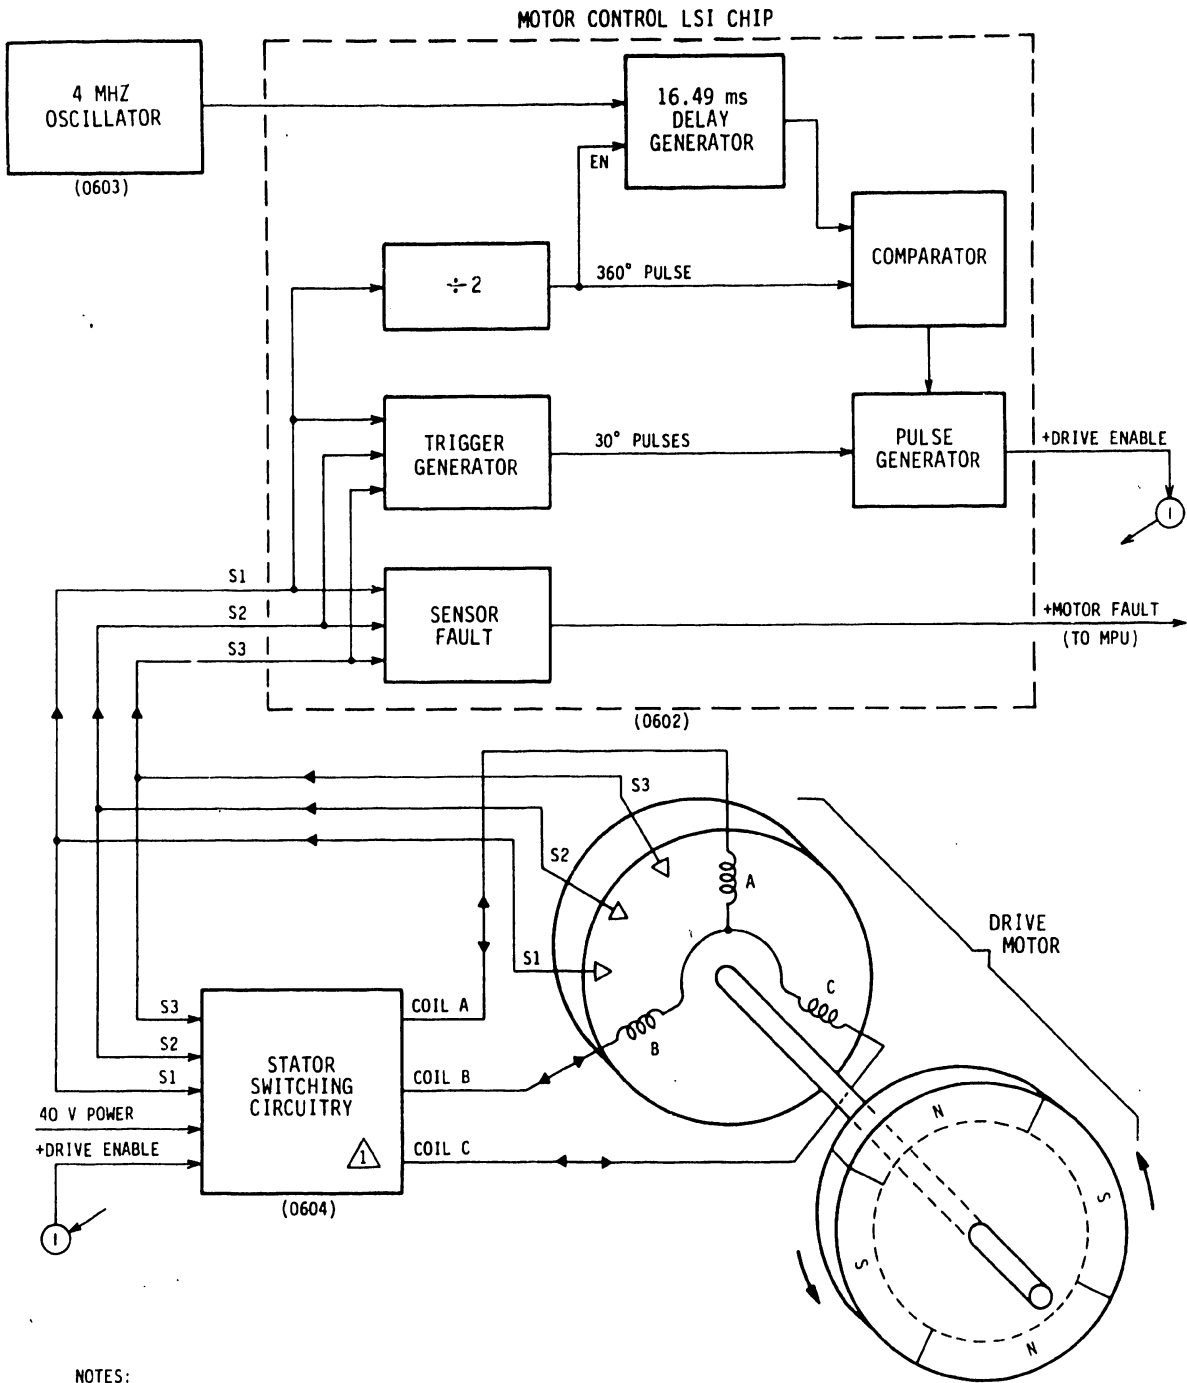 MOTOR CONTROL LSI CHIP
4 MHZ
OSCILLATOR
(0603)
16.49 ms
DELAY
GENERATOR
EN
COMPARATOR
÷2
360° PULSE
TRIGGER
GENERATOR
30° PULSES
PULSE
GENERATOR
+DRIVE ENABLE
1
S1
S2
S3
SENSOR
FAULT
+MOTOR FAULT
(TO MPU)
(0602)
S3
S2
S1
A
B
C
DRIVE
MOTOR
S3
S2
S1
40 V POWER
+DRIVE ENABLE
1
STATOR
SWITCHING
CIRCUITRY
1
(0604)
COIL A
COIL B
COIL C
N
S
S
N
NOTES: